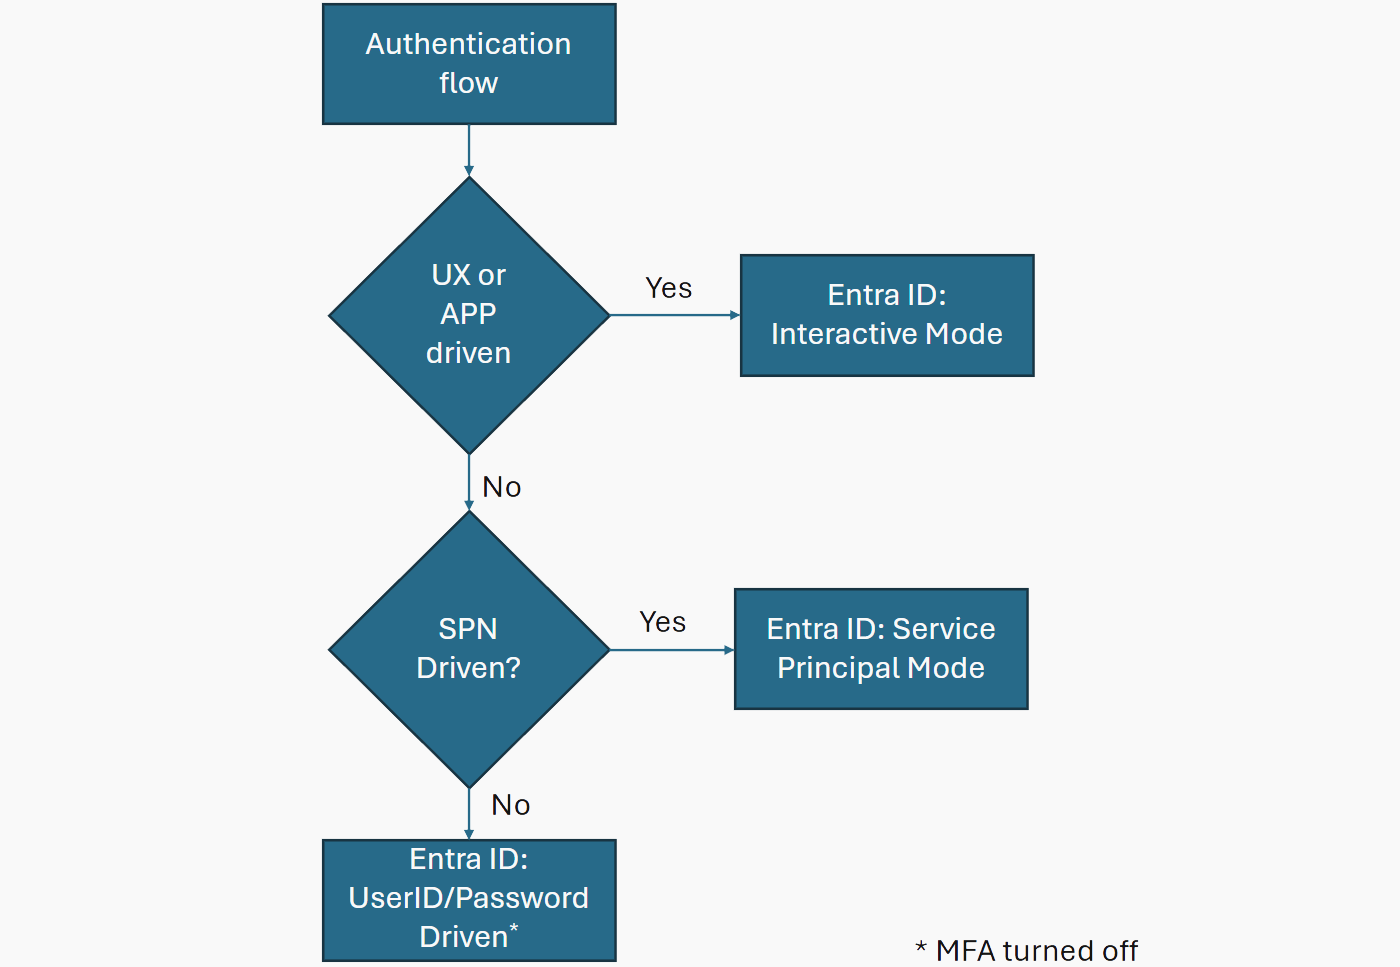 Authentication
flow
UX or
APP
driven
Yes
Entra ID:
Interactive Mode
No
SPN
Driven?
Yes
Entra ID: Service
Principal Mode
No
Entra ID:
UserID/Password
Driven*
* MFA turned off